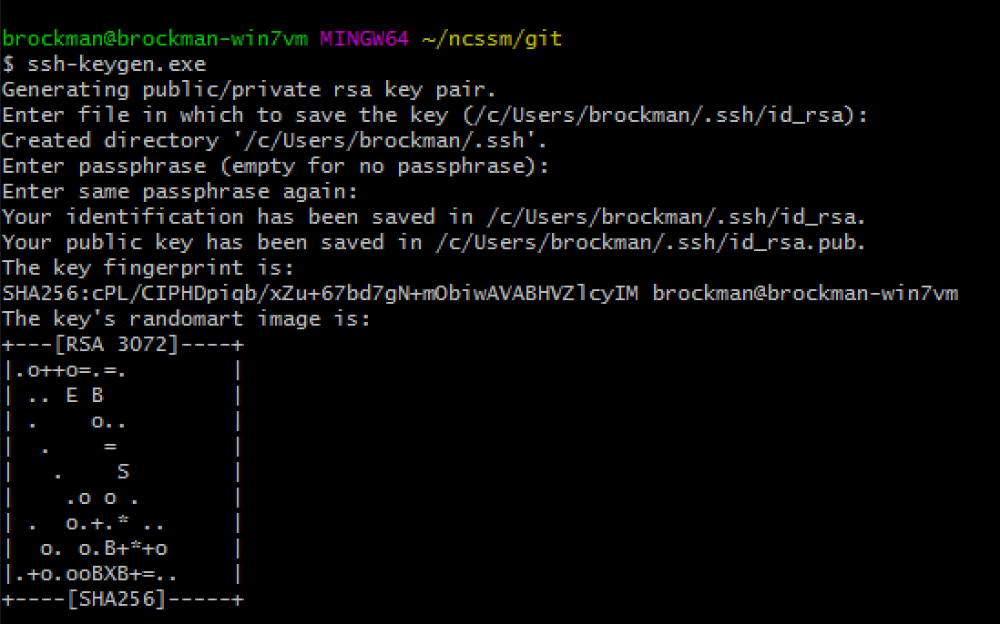 brockman@brockman-win7vm MINGW64 ~/ncssm/git
$ ssh-keygen.exe
Generating public/private rsa key pair.
Enter file in which to save the key (/c/Users/brockman/.ssh/id_rsa):
Created directory '/c/Users/brockman/.ssh'.
Enter passphrase (empty for no passphrase):
Enter same passphrase again:
Your identification has been saved in /c/Users/brockman/.ssh/id_rsa.
Your public key has been saved in /c/Users/brockman/.ssh/id_rsa.pub.
The key fingerprint is:
SHA256:cPL/CIPHDpiqb/xZu+67bd7gN+mObiwAVABHVZlcyIM brockman@brockman-win7vm
The key's randomart image is:
+---[RSA 3072]----+
|.o++o=.=.        |
| .. E B          |
| .    o..        |
|  .    =         |
|   .    S        |
|    .o o .       |
| .  o.+.* ..     |
|  o. o.B+*+o     |
|.+o.ooBXB+=..    |
+----[SHA256]-----+